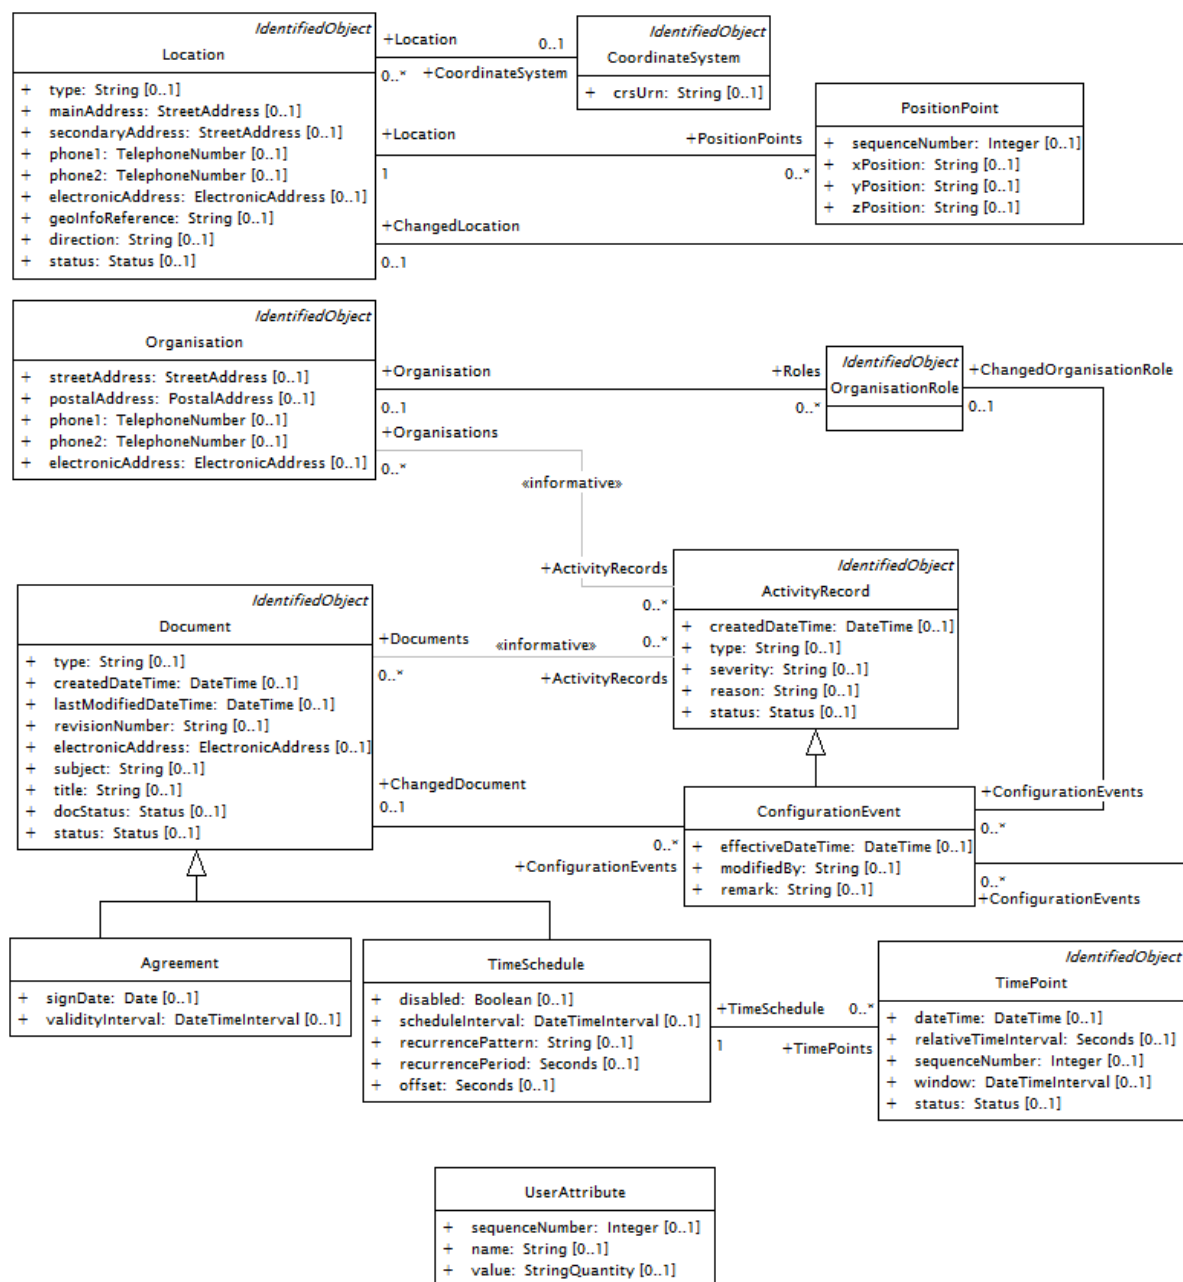 IdentifiedObject
Location
+ type: String [0..1]
+ mainAddress: StreetAddress [0..1]
+ secondaryAddress: StreetAddress [0..1]
+ phone1: TelephoneNumber [0..1]
+ phone2: TelephoneNumber [0..1]
+ electronicAddress: ElectronicAddress [0..1]
+ geoInfoReference: String [0..1]
+ direction: String [0..1]
+ status: Status [0..1]
+Location
0..1
0..*
+CoordinateSystem
IdentifiedObject
CoordinateSystem
+ crsUrn: String [0..1]
+Location
+PositionPoints
1
0..*
PositionPoint
+ sequenceNumber: Integer [0..1]
+ xPosition: String [0..1]
+ yPosition: String [0..1]
+ zPosition: String [0..1]
+ChangedLocation
0..1
IdentifiedObject
Organisation
+ streetAddress: StreetAddress [0..1]
+ postalAddress: PostalAddress [0..1]
+ phone1: TelephoneNumber [0..1]
+ phone2: TelephoneNumber [0..1]
+ electronicAddress: ElectronicAddress [0..1]
+Organisation
+Roles
0..1
0..*
IdentifiedObject
OrganisationRole
+ChangedOrganisationRole
0..1
+Organisations
0..*
«informative»
+ActivityRecords
0..*
IdentifiedObject
ActivityRecord
+ createdDateTime: DateTime [0..1]
+ type: String [0..1]
+ severity: String [0..1]
+ reason: String [0..1]
+ status: Status [0..1]
IdentifiedObject
Document
+ type: String [0..1]
+ createdDateTime: DateTime [0..1]
+ lastModifiedDateTime: DateTime [0..1]
+ revisionNumber: String [0..1]
+ electronicAddress: ElectronicAddress [0..1]
+ subject: String [0..1]
+ title: String [0..1]
+ docStatus: Status [0..1]
+ status: Status [0..1]
+Documents
«informative»
0..*
0..*
+ActivityRecords
+ChangedDocument
0..1
0..*
+ConfigurationEvents
ConfigurationEvent
+ effectiveDateTime: DateTime [0..1]
+ modifiedBy: String [0..1]
+ remark: String [0..1]
+ConfigurationEvents
0..*
0..*
+ConfigurationEvents
Agreement
+ signDate: Date [0..1]
+ validityInterval: DateTimeInterval [0..1]
TimeSchedule
+ disabled: Boolean [0..1]
+ scheduleInterval: DateTimeInterval [0..1]
+ recurrencePattern: String [0..1]
+ recurrencePeriod: Seconds [0..1]
+ offset: Seconds [0..1]
+TimeSchedule
0..*
1
+TimePoints
IdentifiedObject
TimePoint
+ dateTime: DateTime [0..1]
+ relativeTimeInterval: Seconds [0..1]
+ sequenceNumber: Integer [0..1]
+ window: DateTimeInterval [0..1]
+ status: Status [0..1]
UserAttribute
+ sequenceNumber: Integer [0..1]
+ name: String [0..1]
+ value: StringQuantity [0..1]